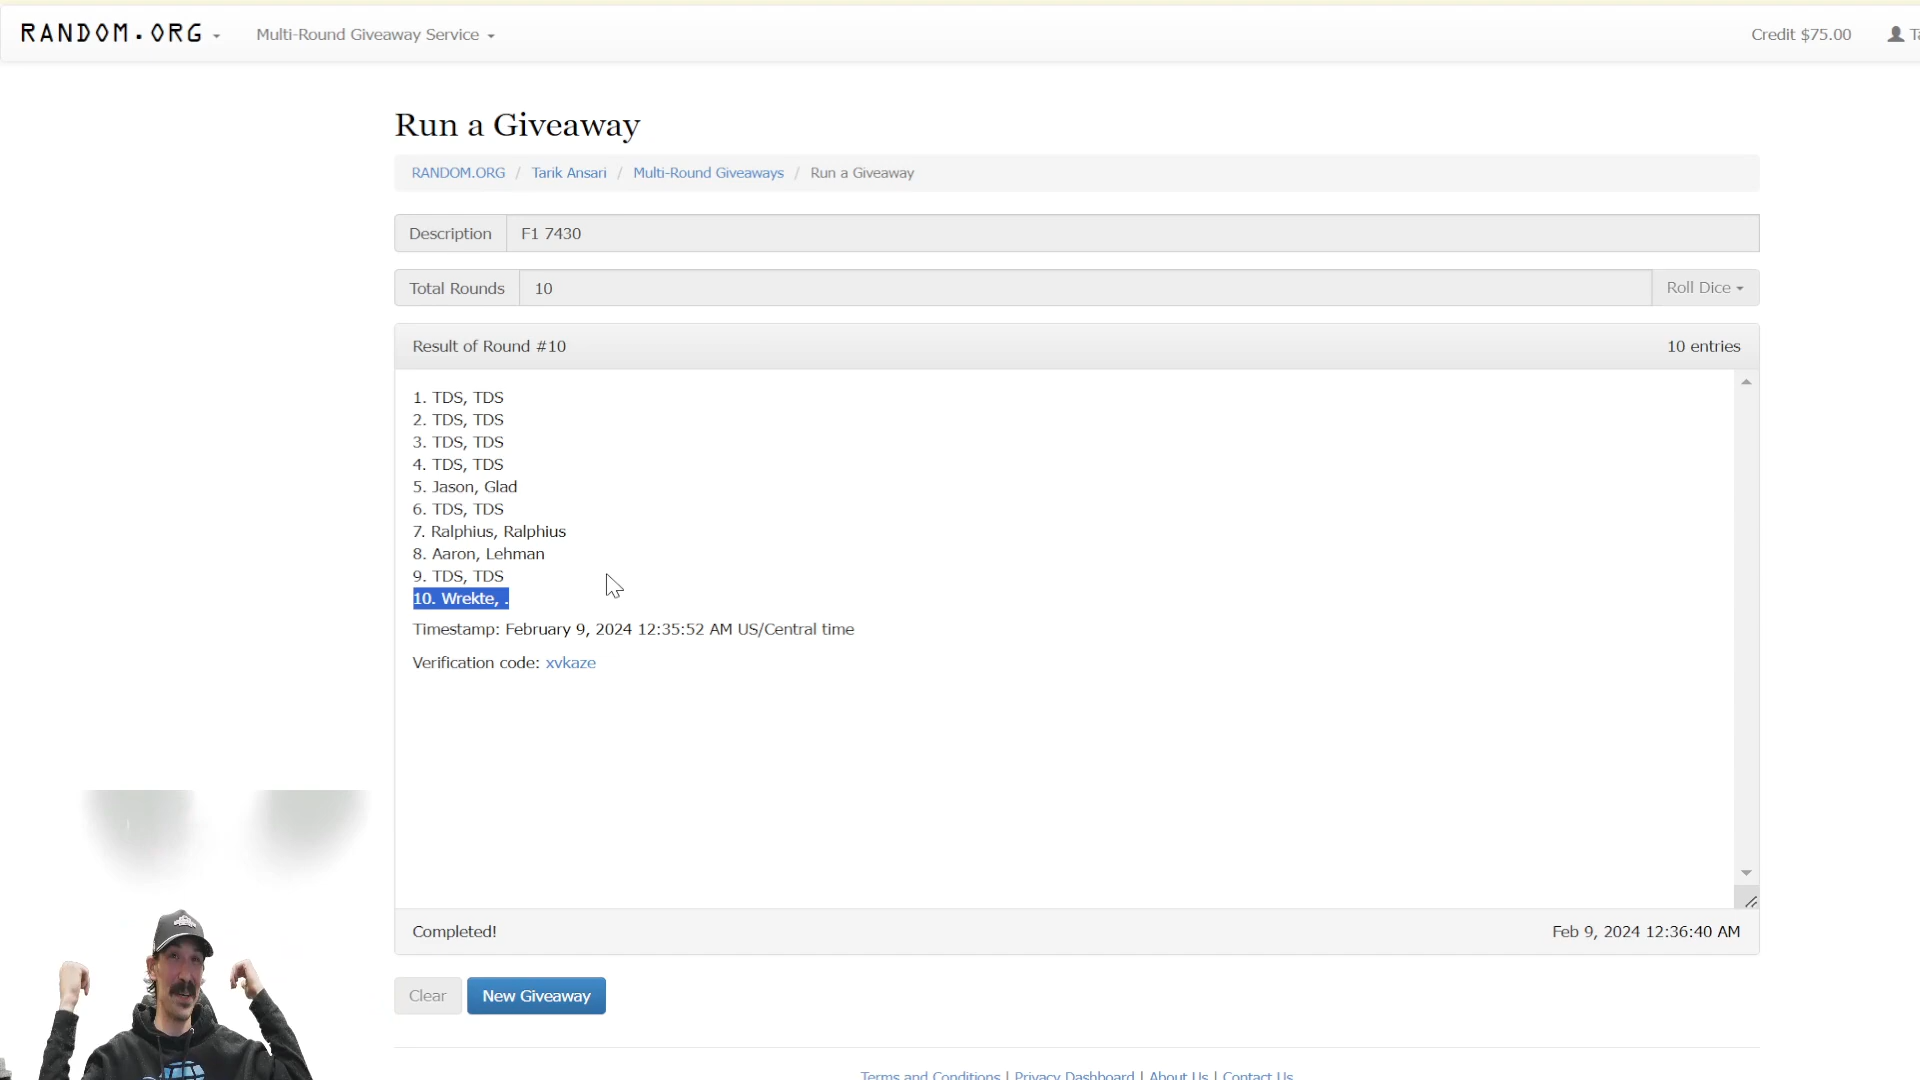 RANDOM.ORG Multi-Round Giveaway Service Credit $75.00
Run a Giveaway
RANDOM.ORG / Tarik Ansari / Multi-Round Giveaways / Run a Giveaway
Description F1 7430
Total Rounds 10 Roll Dice
Result of Round #10 10 entries
1. TDS, TDS
2. TDS, TDS
3. TDS, TDS
4. TDS, TDS
5. Jason, Glad
6. TDS, TDS
7. Ralphius, Ralphius
8. Aaron, Lehman
9. TDS, TDS
10. Wrekte, .
Timestamp: February 9, 2024 12:35:52 AM US/Central time
Verification code: xvkaze
Completed! Feb 9, 2024 12:36:40 AM
Clear New Giveaway
Terms and Conditions | Privacy Dashboard | About Us | Contact Us